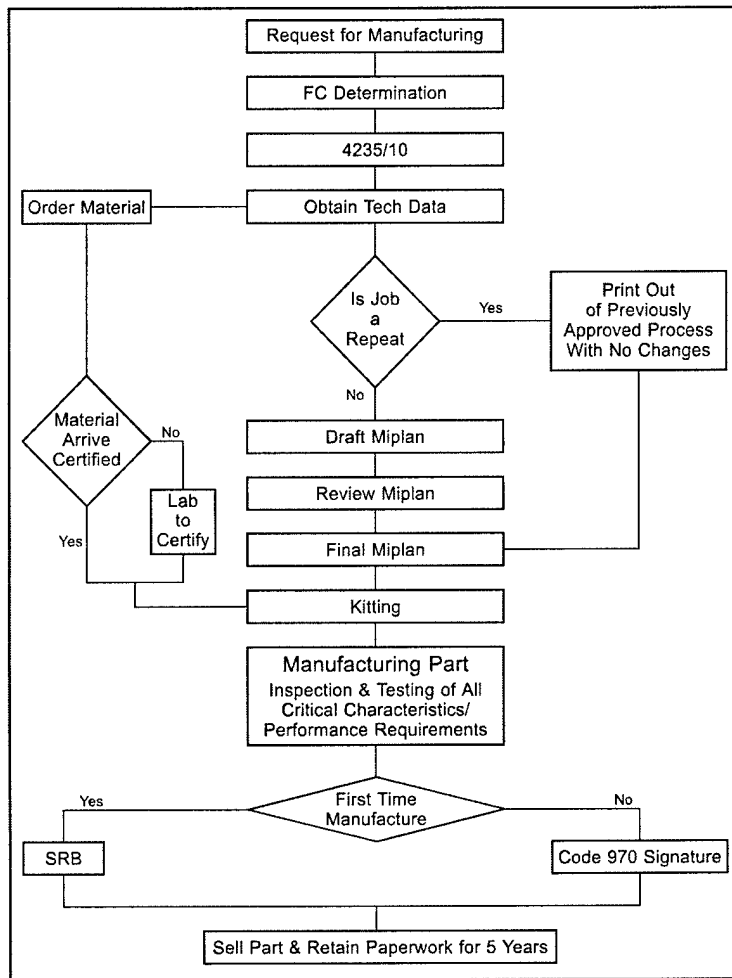 Request for Manufacturing
FC Determination
4235/10
Order Material
Obtain Tech Data
Is Job
a
Repeat
Yes
Print Out
of Previously
Approved Process
With No Changes
No
Material
Arrive
Certified
No
Draft Miplan
Review Miplan
Lab
to
Certify
Yes
Final Miplan
Kitting
Manufacturing Part
Inspection & Testing of All
Critical Characteristics/
Performance Requirements
First Time
Manufacture
Yes
No
SRB
Code 970 Signature
Sell Part & Retain Paperwork for 5 Years